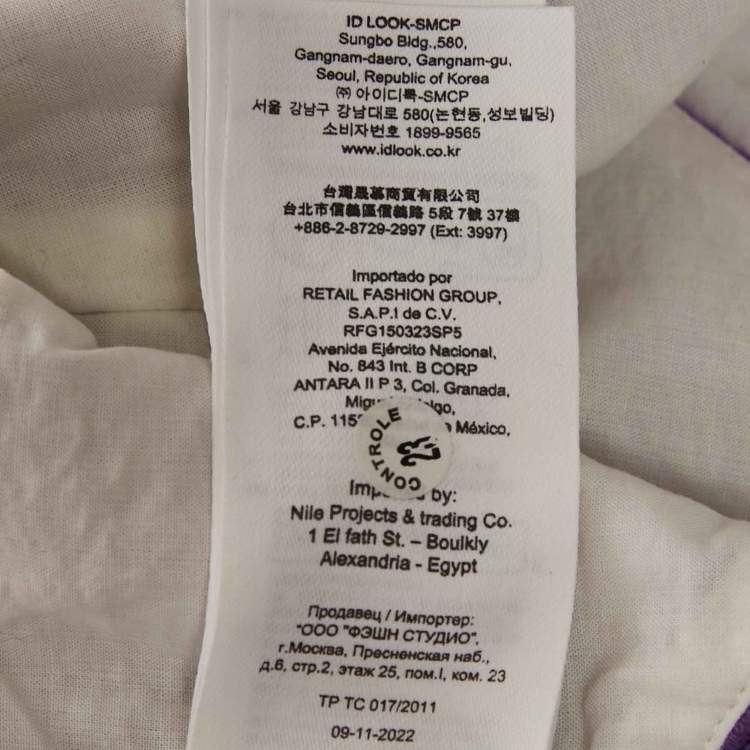 ID LOOK-SMCP
Sungbo Bldg.,580,
Gangnam-daero, Gangnam-gu,
Seoul, Republic of Korea
㈜ 아이디룩-SMCP
서울 강남구 강남대로 580(논현동,성보빌딩)
소비자번호 1899-9565
www.idlook.co.kr
台灣晟慕商貿有限公司
台北市信義區信義路 5段 7號 37樓
+886-2-8729-2997 (Ext: 3997)
Importado por
RETAIL FASHION GROUP,
S.A.P.I de C.V.
RFG150323SP5
Avenida Ejército Nacional,
No. 843 Int. B CORP
ANTARA II P 3, Col. Granada,
C.P. México,
CONTROLE
23
by:
Nile Projects & trading Co.
1 El fath St. – Boulkly
Alexandria - Egypt
Продавец / Импортер:
"ООО "ФЭШН СТУДИО",
г.Москва, Пресненская наб.,
д.6, стр.2, этаж 25, пом.I, ком. 23
ТР ТС 017/2011
09-11-2022